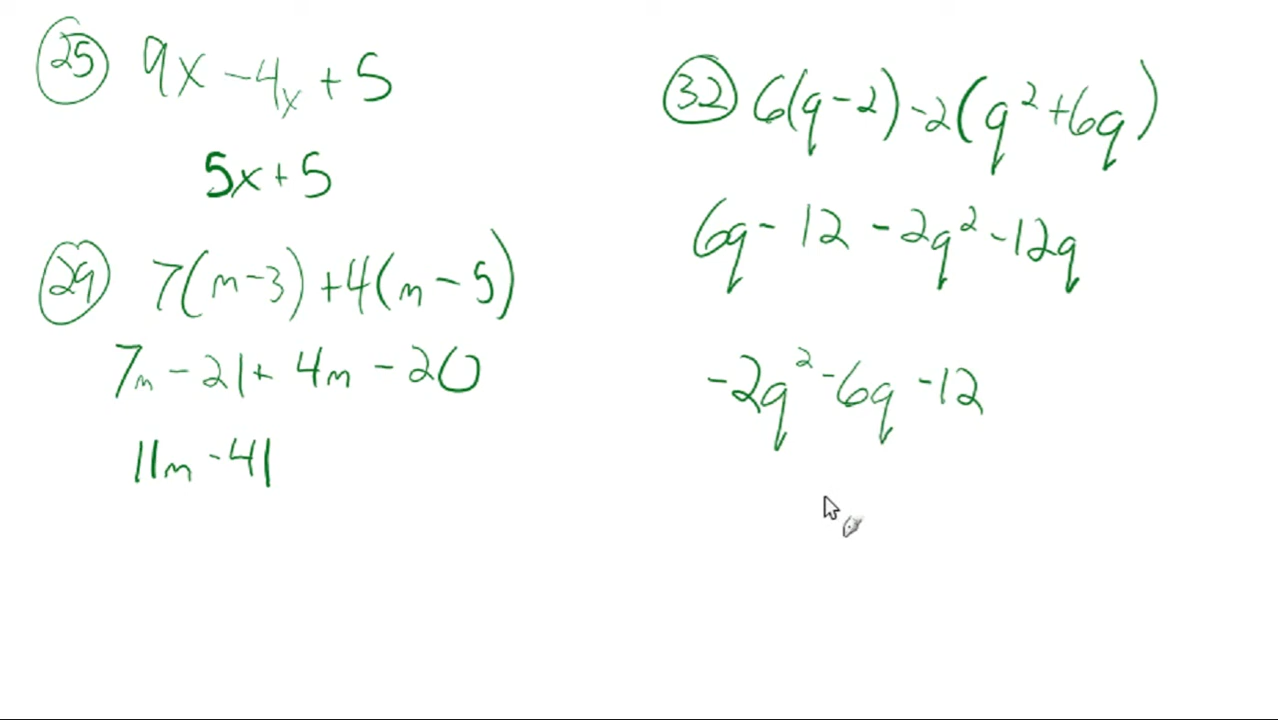 25 9x - 4x + 5
5x + 5
29 7(m - 3) + 4(m - 5)
7m - 21 + 4m - 20
11m - 41
32 6(q - 2) - 2(q² + 6q)
6q - 12 - 2q² - 12q
-2q² - 6q - 12